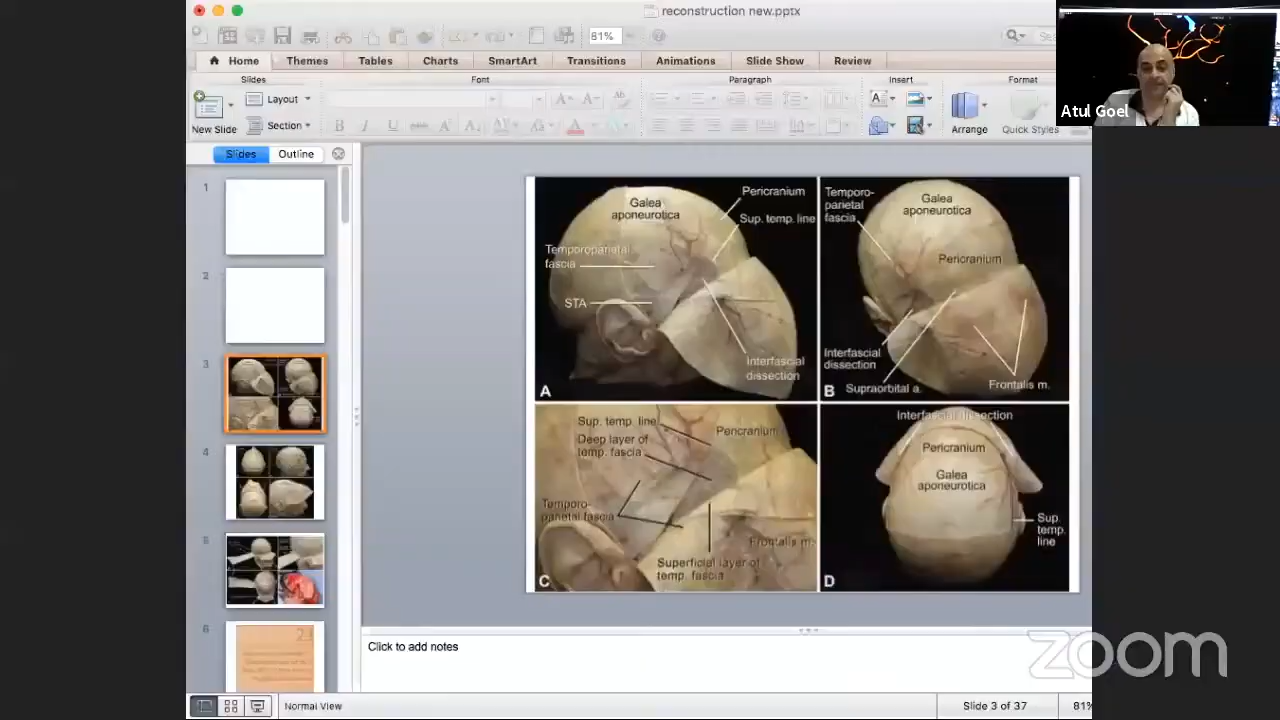 reconstruction new.pptx
81%
Home
Themes
Tables
Charts
SmartArt
Transitions
Animations
Slide Show
Review
Slides
Font
Paragraph
Insert
Format
New Slide
Layout
Section
Arrange
Quick Styles
Atul Goel
Slides
Outline
1
2
3
4
5
6
Galea
aponeurotica
Pericranium
Sup. temp. line
Temporoparietal
fascia
STA
Interfascial
dissection
A
Temporo-
parietal
fascia
Galea
aponeurotica
Pericranium
Interfascial
dissection
Supraorbital a.
Frontalis m.
B
Sup. temp. line
Deep layer of
temp. fascia
Pericranium
Temporo-
parietal fascia
Frontalis m.
Superficial layer of
temp. fascia
C
Interfascial dissection
Pericranium
Galea
aponeurotica
Sup.
temp.
line
D
Click to add notes
zoom
Normal View
Slide 3 of 37
81%